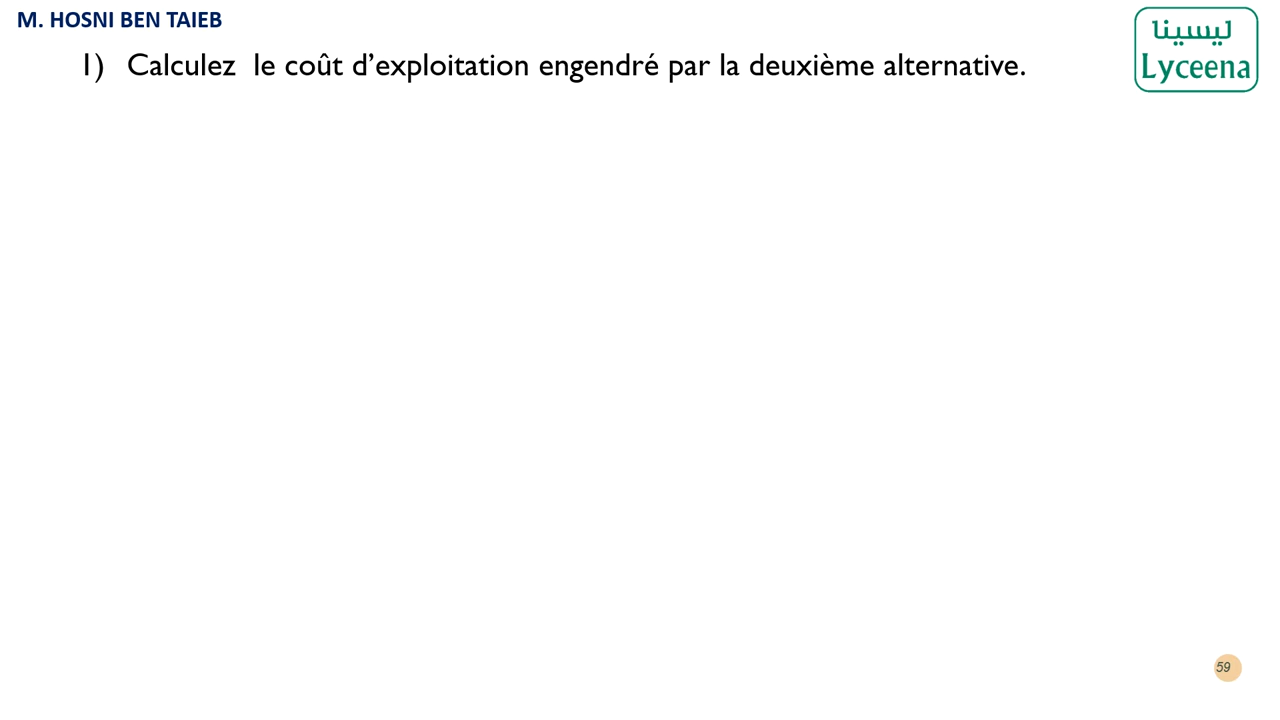 M. HOSNI BEN TAIEB
ليسينا
Lyceena
1) Calculez le coût d’exploitation engendré par la deuxième alternative.
59